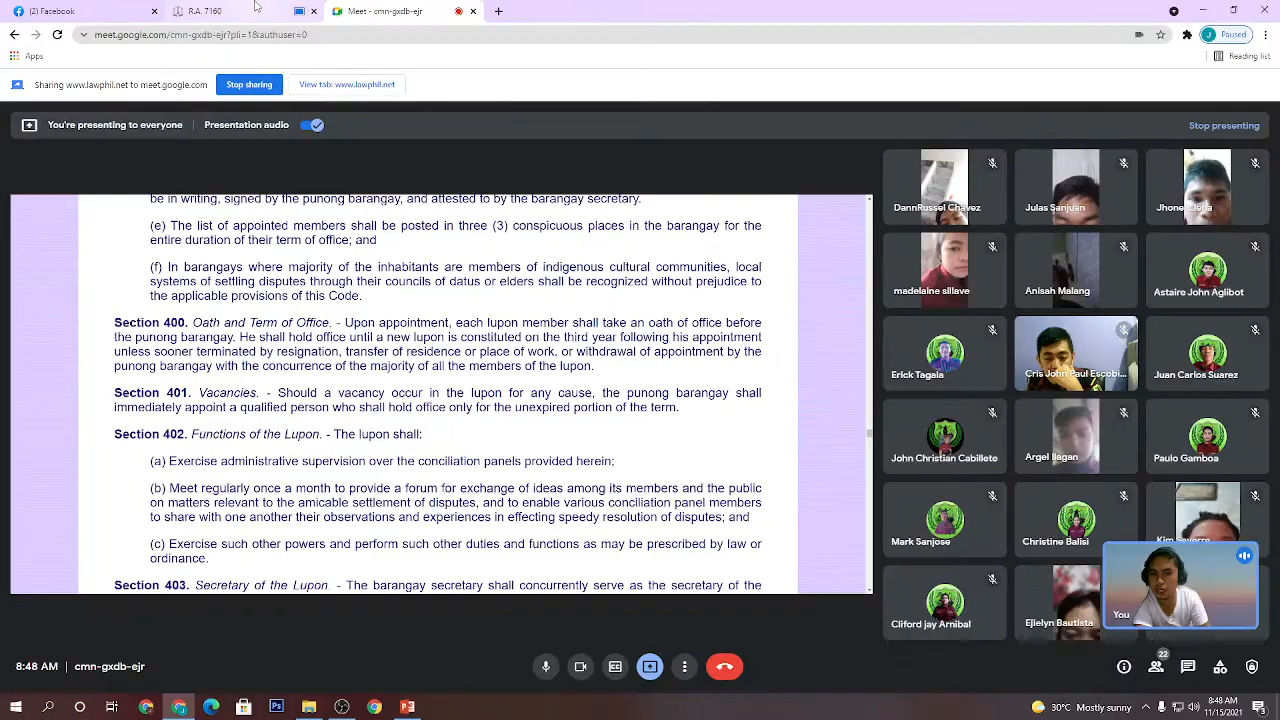 Facebook
R.A. 7160
Meet - cmn-gxdb-ejr
meet.google.com/cmn-gxdb-ejr?pli=1&authuser=0
J Paused
Apps
Reading list
Sharing www.lawphil.net to meet.google.com
Stop sharing
View tab: www.lawphil.net
You're presenting to everyone
Presentation audio
Stop presenting
be in writing, signed by the punong barangay, and attested to by the barangay secretary.
(e) The list of appointed members shall be posted in three (3) conspicuous places in the barangay for the
entire duration of their term of office; and
(f) In barangays where majority of the inhabitants are members of indigenous cultural communities, local
systems of settling disputes through their councils of datus or elders shall be recognized without prejudice to
the applicable provisions of this Code.
Section 400. Oath and Term of Office. - Upon appointment, each lupon member shall take an oath of office before
the punong barangay. He shall hold office until a new lupon is constituted on the third year following his appointment
unless sooner terminated by resignation, transfer of residence or place of work, or withdrawal of appointment by the
punong barangay with the concurrence of the majority of all the members of the lupon.
Section 401. Vacancies. - Should a vacancy occur in the lupon for any cause, the punong barangay shall
immediately appoint a qualified person who shall hold office only for the unexpired portion of the term.
Section 402. Functions of the Lupon. - The lupon shall:
(a) Exercise administrative supervision over the conciliation panels provided herein;
(b) Meet regularly once a month to provide a forum for exchange of ideas among its members and the public
on matters relevant to the amicable settlement of disputes, and to enable various conciliation panel members
to share with one another their observations and experiences in effecting speedy resolution of disputes; and
(c) Exercise such other powers and perform such other duties and functions as may be prescribed by law or
ordinance.
Section 403. Secretary of the Lupon. - The barangay secretary shall concurrently serve as the secretary of the
DannRussel Chavez
Julas Sanjuan
Jhonel
madelaine sillave
Anisah Malang
Astaire John Aglibot
Erick Tagala
Cris John Paul Escobi...
Juan Carlos Suarez
John Christian Cabillete
Argel Ilagan
Paulo Gamboa
Mark Sanjese
Christine Balisi
Cliford jay Arnibal
Ejlelyn Bautista
You
8:48 AM
cmn-gxdb-ejr
22
Ps
30°C Mostly sunny
8:48 AM
11/15/2021